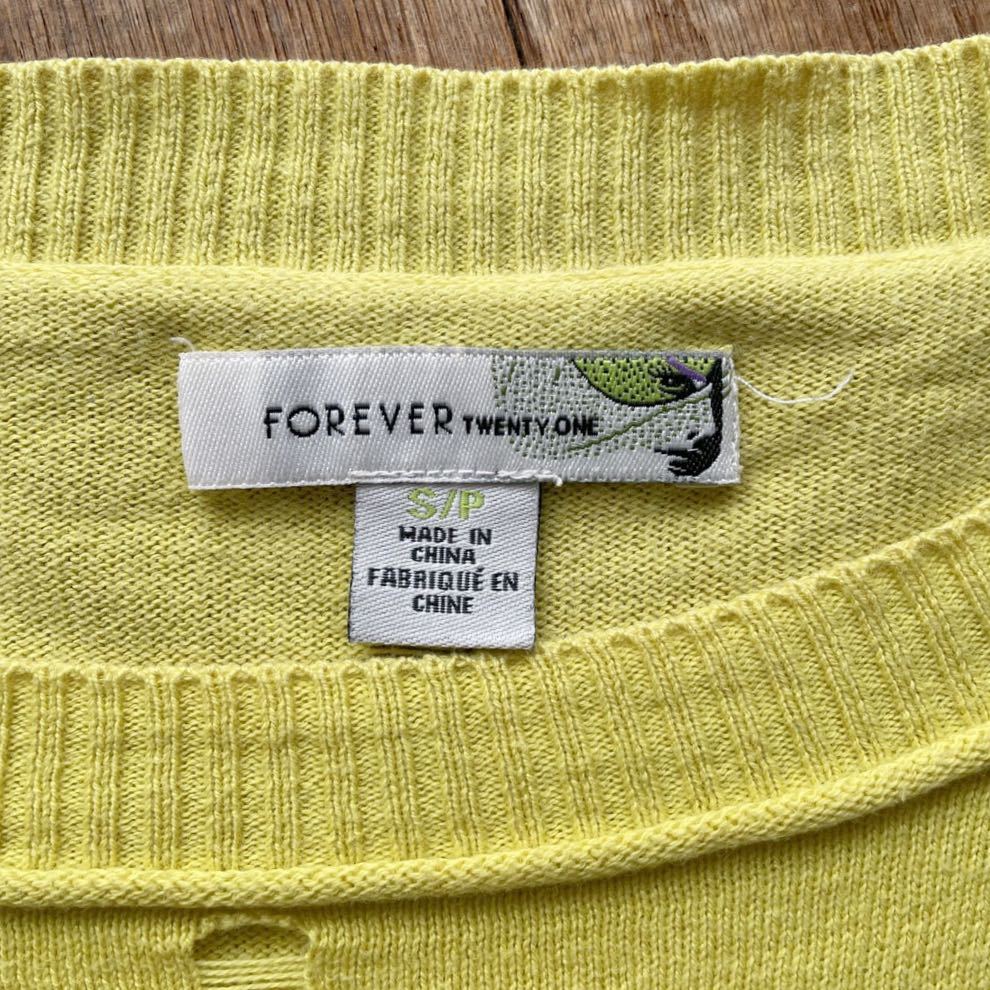 FOREVER TWENTY ONE
S/P
MADE IN
CHINA
FABRIQUÉ EN
CHINE